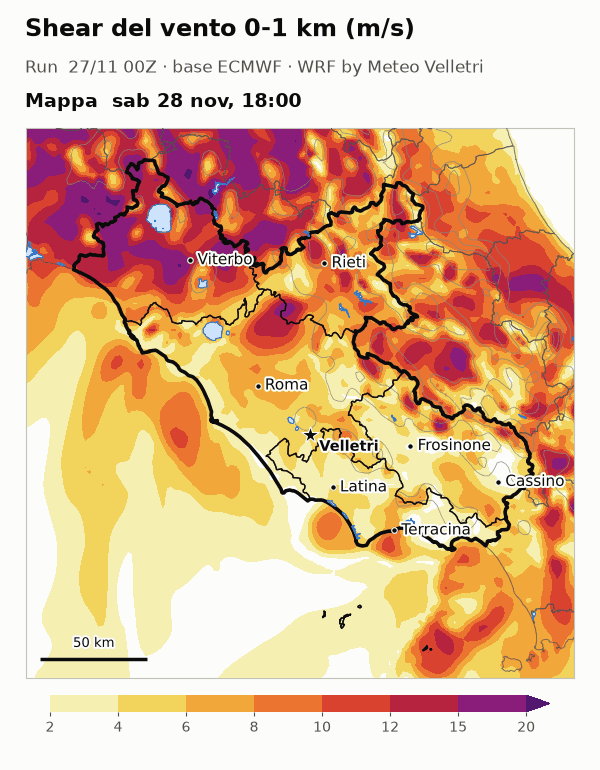 Shear del vento 0-1 km (m/s)
Run  27/11 00Z · base ECMWF · WRF by Meteo Velletri
Mappa  sab 28 nov, 18:00
Viterbo
Rieti
Roma
Velletri
Frosinone
Cassino
Latina
Terracina
50 km
2 4 6 8 10 12 15 20